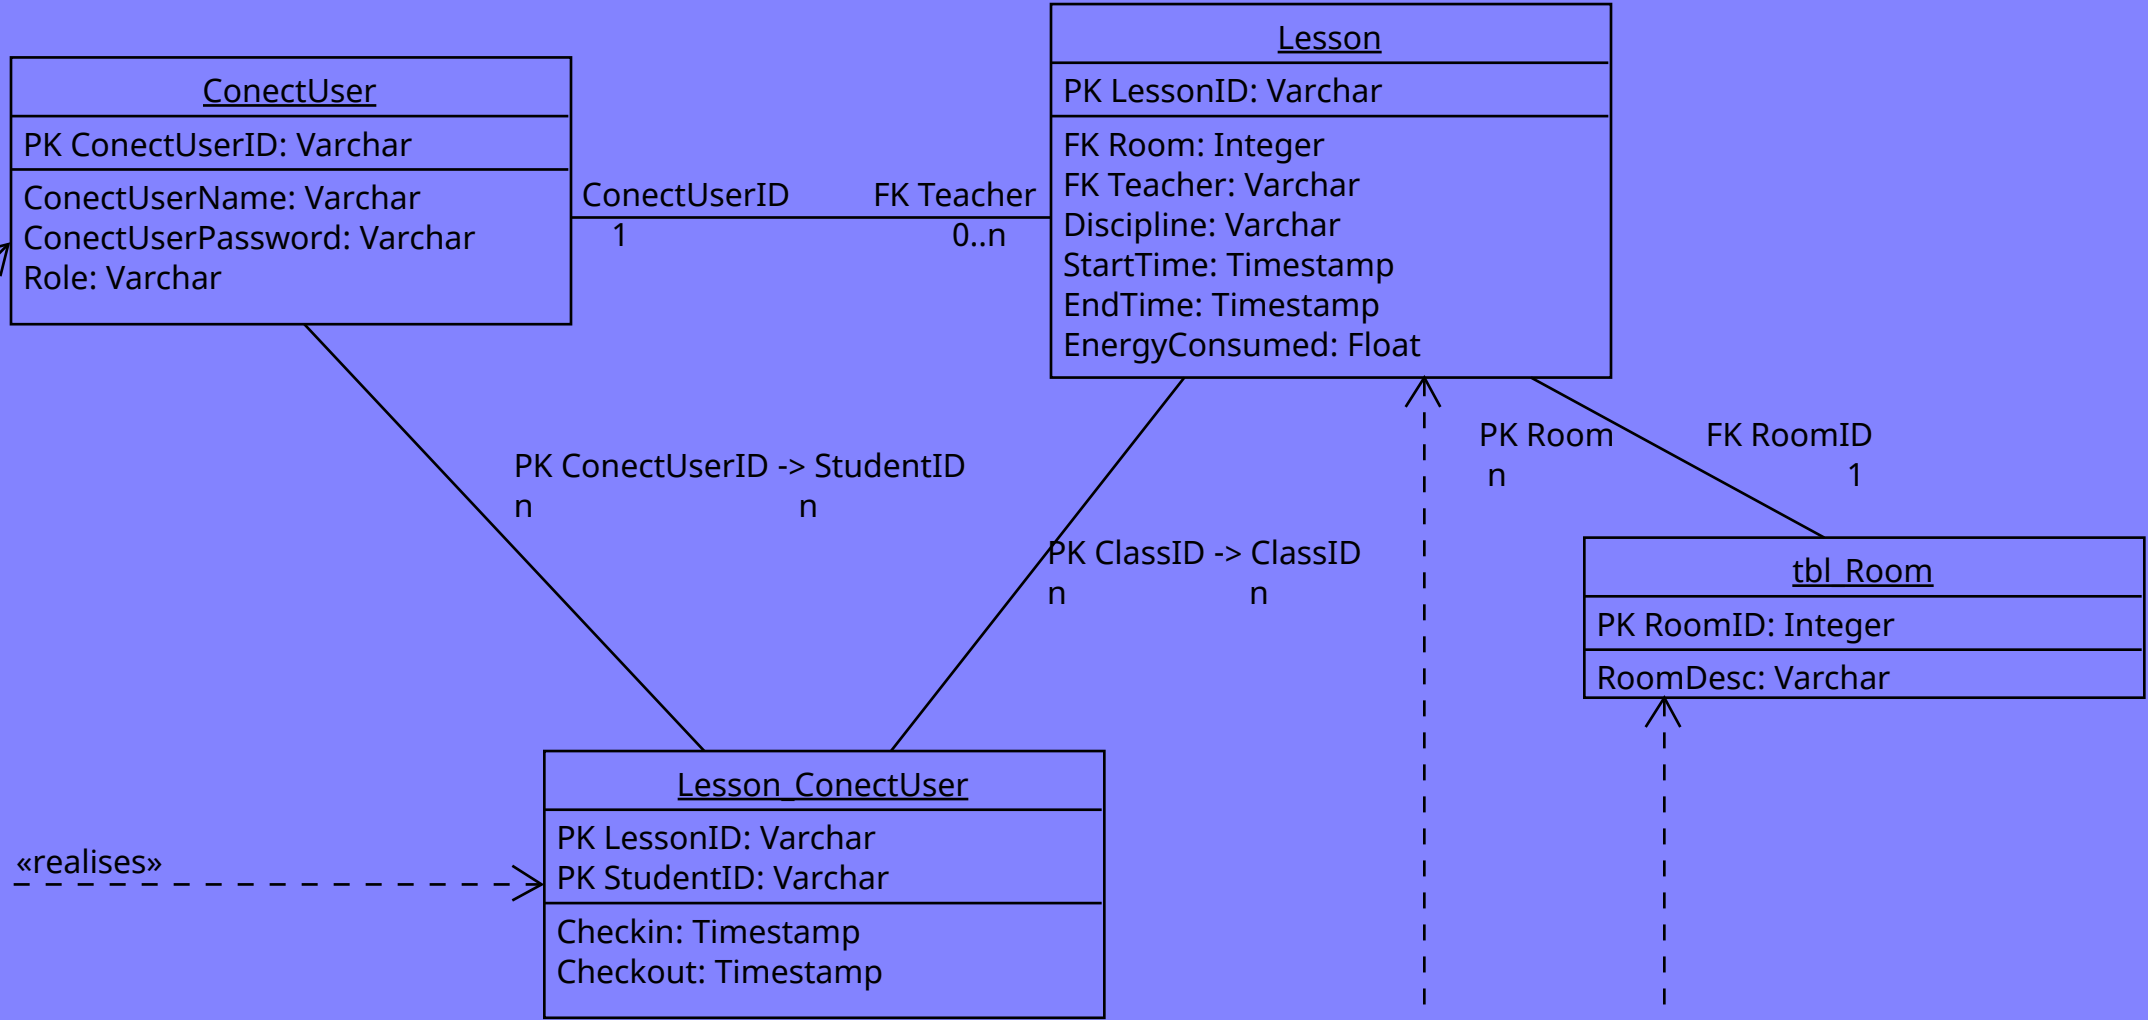 ConectUser
PK ConectUserID: Varchar
ConectUserName: Varchar
ConectUserPassword: Varchar
Role: Varchar
ConectUserID
1
FK Teacher
0..n
Lesson
PK LessonID: Varchar
FK Room: Integer
FK Teacher: Varchar
Discipline: Varchar
StartTime: Timestamp
EndTime: Timestamp
EnergyConsumed: Float
PK ConectUserID -> StudentID
n n
PK ClassID -> ClassID
n n
PK Room FK RoomID
n 1
tbl_Room
PK RoomID: Integer
RoomDesc: Varchar
«realises»
Lesson_ConectUser
PK LessonID: Varchar
PK StudentID: Varchar
Checkin: Timestamp
Checkout: Timestamp